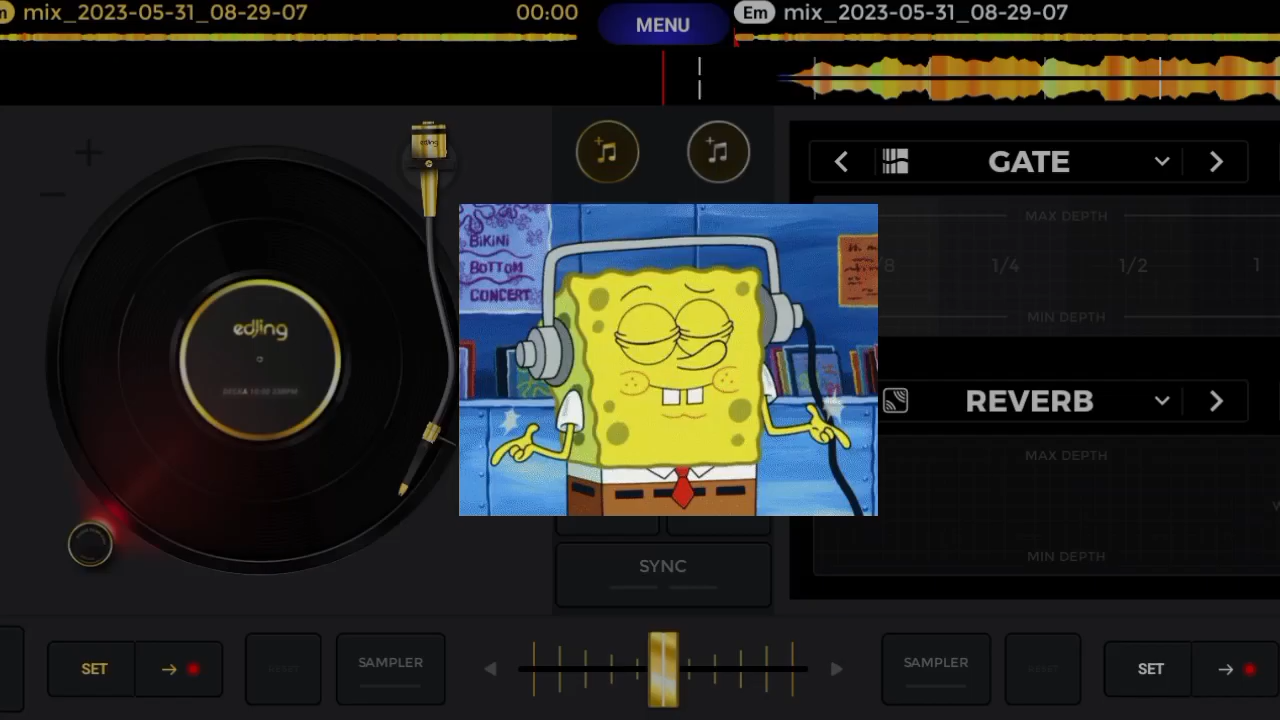 m mix_2023-05-31_08-29-07 00:00
MENU
Em mix_2023-05-31_08-29-07
GATE
MAX DEPTH
/8 1/4 1/2 1
MIN DEPTH
BIKINI
BOTTOM
CONCERT
edjing
edjing
REVERB
MAX DEPTH
MIN DEPTH
SYNC
SET
SAMPLER
SAMPLER
SET